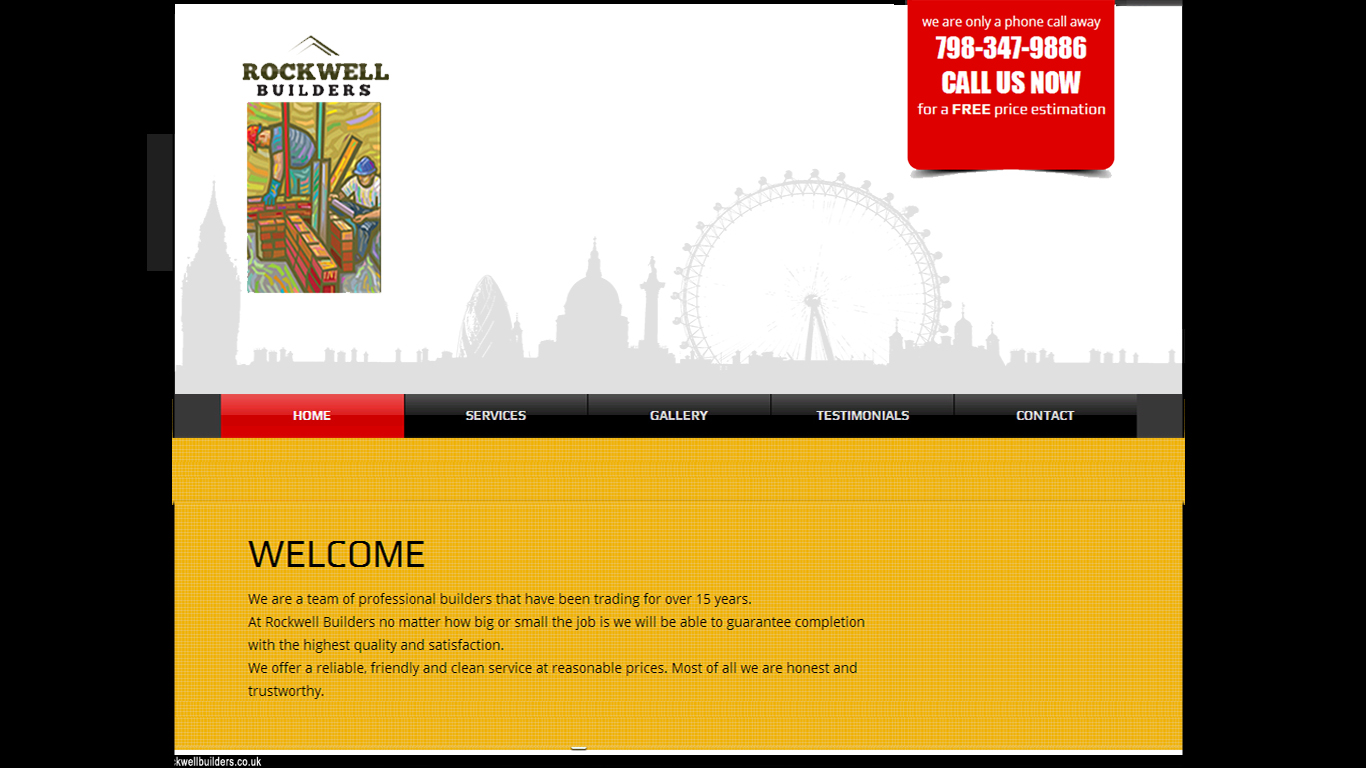 we are only a phone call away
798-347-9886
CALL US NOW
for a FREE price estimation
ROCKWELL
BUILDERS
HOME
SERVICES
GALLERY
TESTIMONIALS
CONTACT
WELCOME
We are a team of professional builders that have been trading for over 15 years.
At Rockwell Builders no matter how big or small the job is we will be able to guarantee completion
with the highest quality and satisfaction.
We offer a reliable, friendly and clean service at reasonable prices. Most of all we are honest and
trustworthy.
kwellbuilders.co.uk